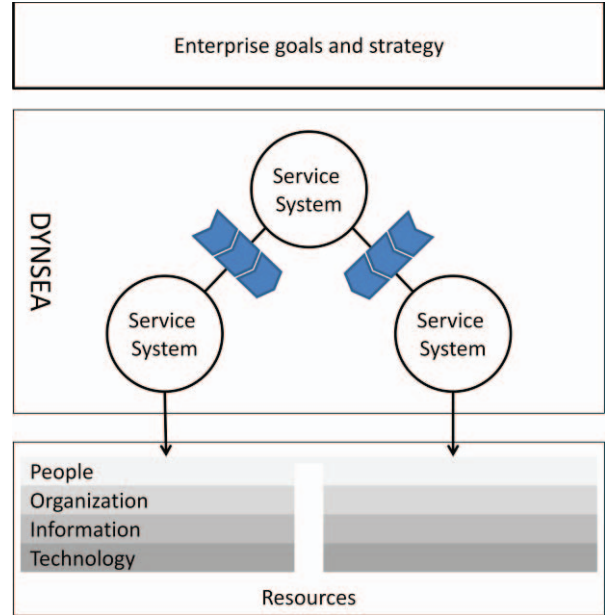 Enterprise goals and strategy
DYNSEA
Service
System
Service
System
Service
System
People
Organization
Information
Technology
Resources